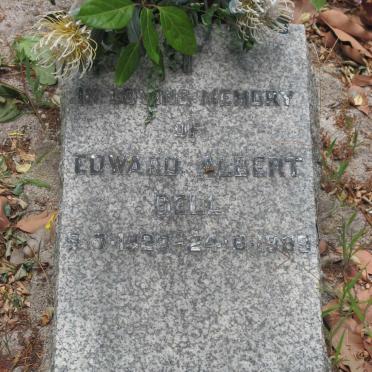 IN LOVING MEMORY
OF
EDWARD ALBERT
BELL